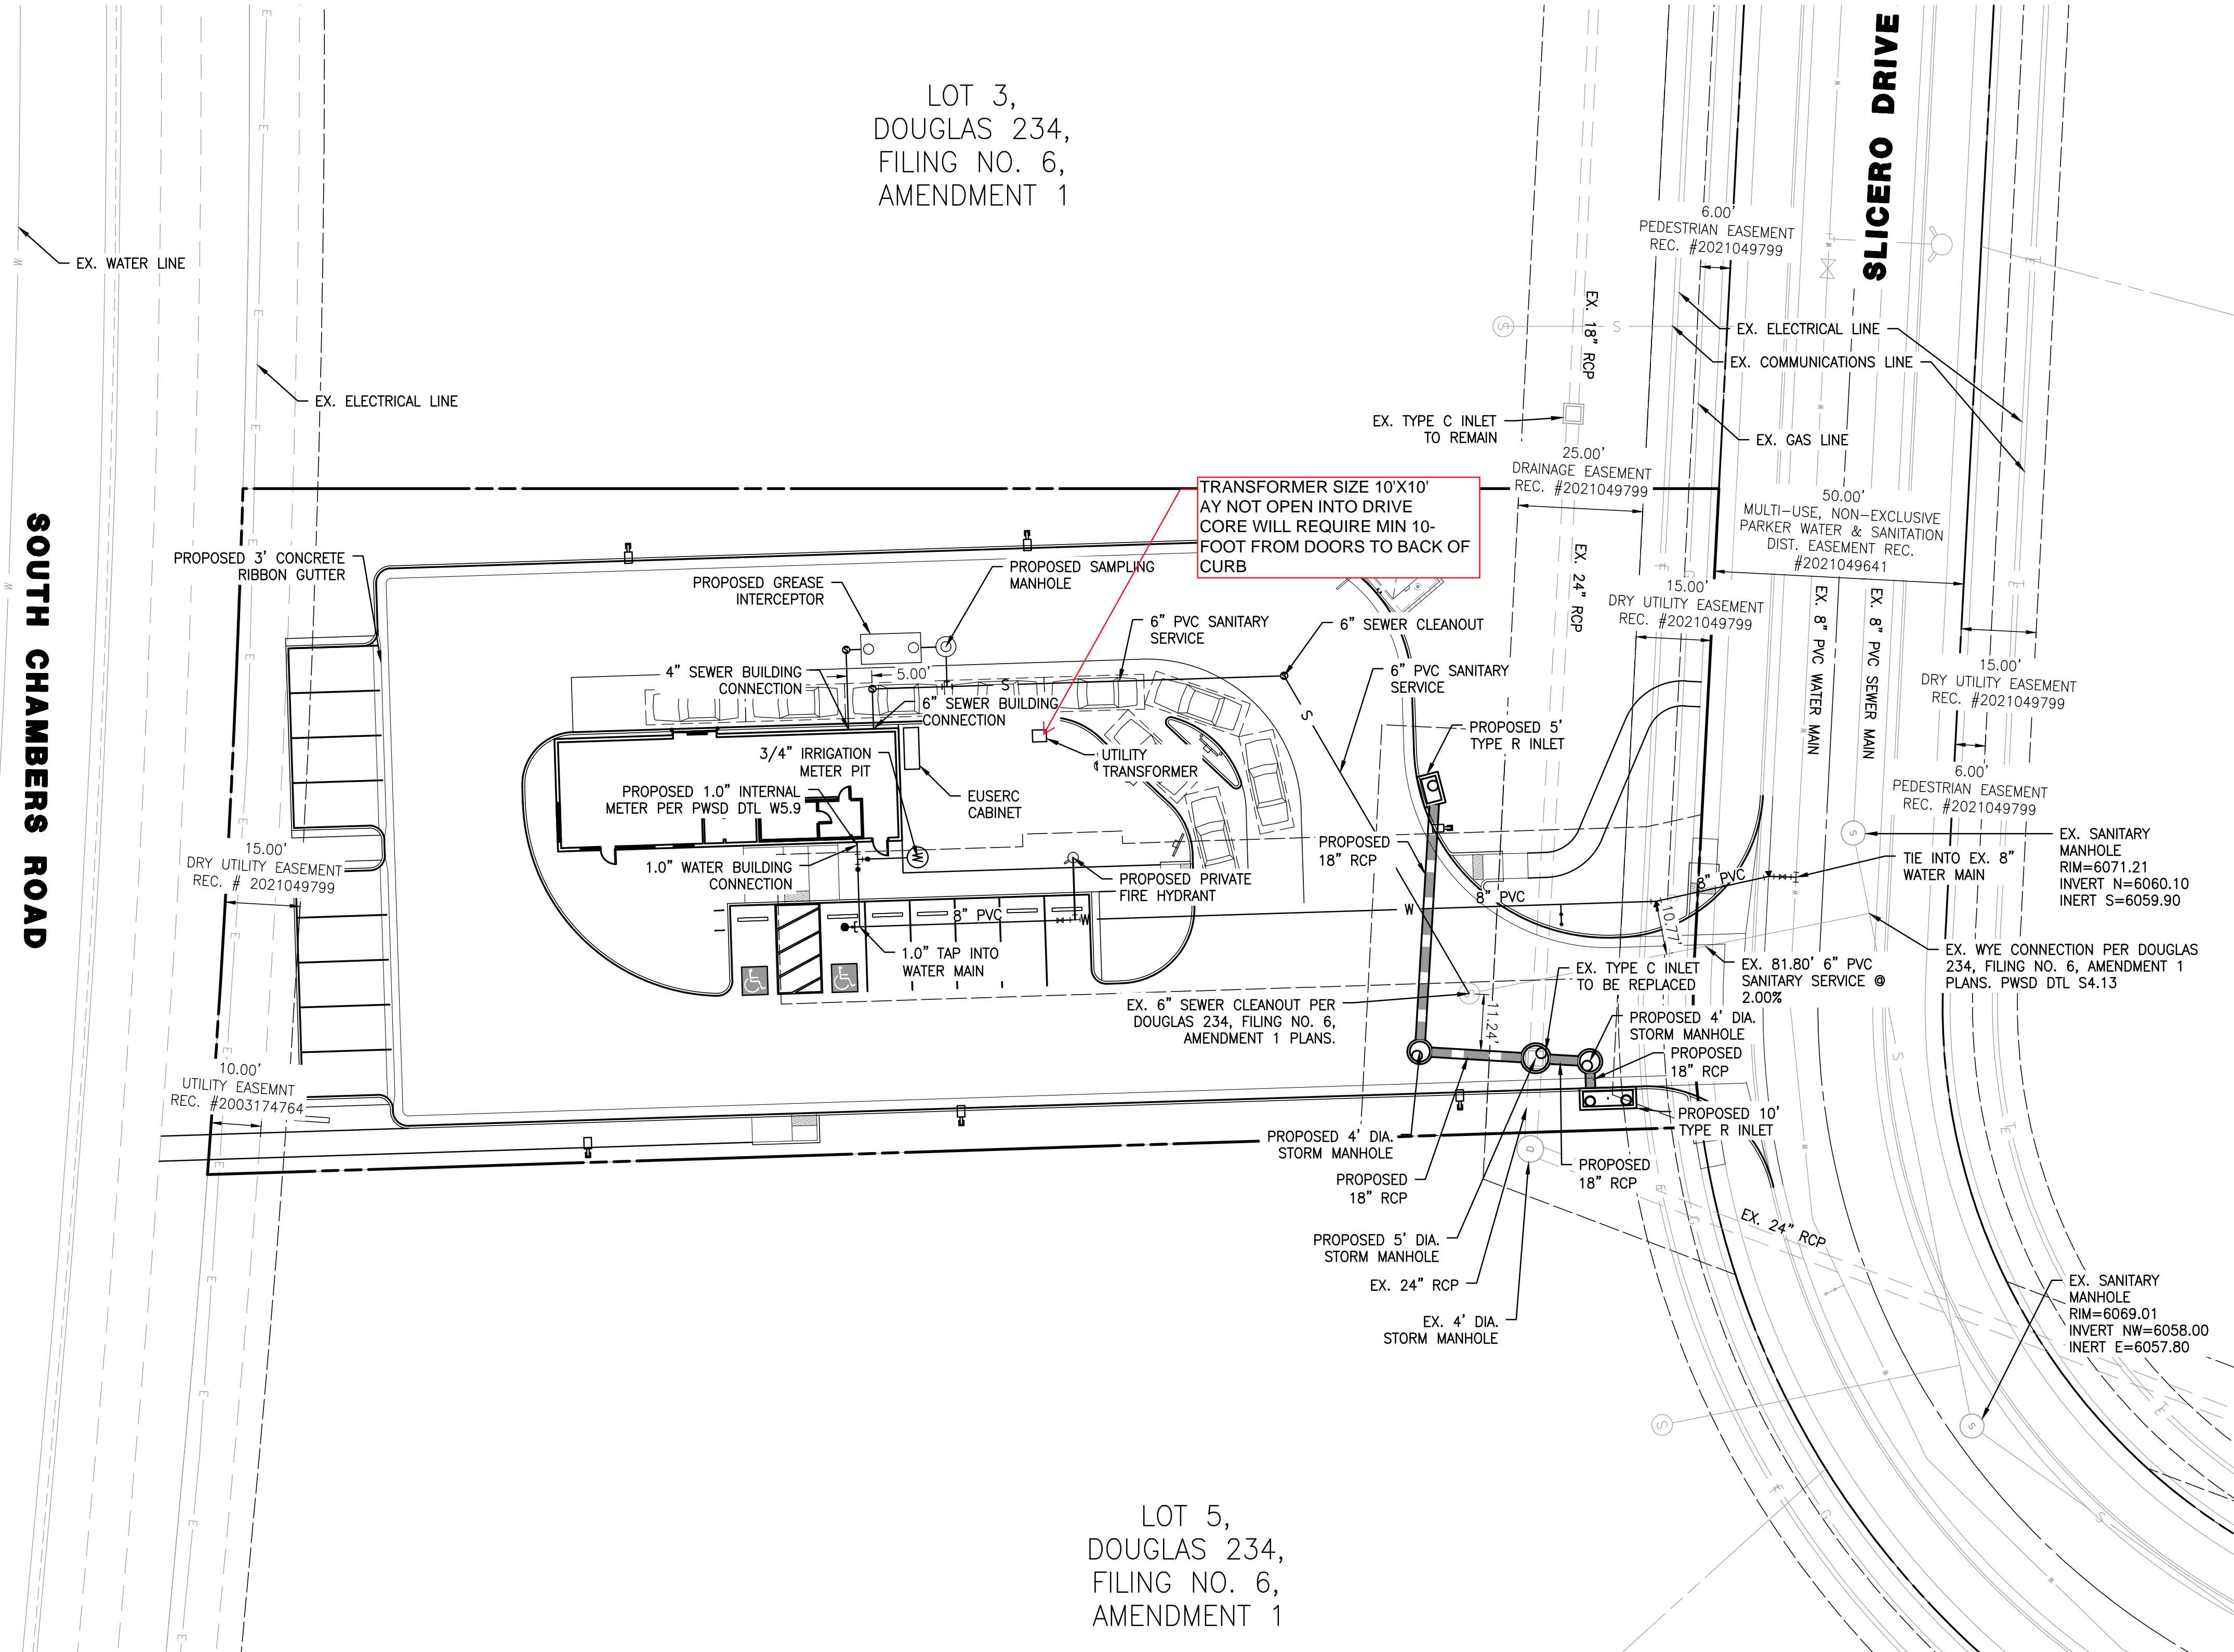 LOT 3,
DOUGLAS 234,
FILING NO. 6,
AMENDMENT 1
SLICERO DRIVE
6.00'
PEDESTRIAN EASEMENT
REC. #2021049799
EX. WATER LINE
EX. 18" RCP
EX. ELECTRICAL LINE
EX. COMMUNICATIONS LINE
EX. ELECTRICAL LINE
EX. TYPE C INLET
TO REMAIN
EX. GAS LINE
25.00'
DRAINAGE EASEMENT
REC. #2021049799
TRANSFORMER SIZE 10'X10'
AY NOT OPEN INTO DRIVE
CORE WILL REQUIRE MIN 10-
FOOT FROM DOORS TO BACK OF
CURB
50.00'
MULTI-USE, NON-EXCLUSIVE
PARKER WATER & SANITATION
DIST. EASEMENT REC.
#2021049641
SOUTH CHAMBERS ROAD
PROPOSED 3' CONCRETE
RIBBON GUTTER
PROPOSED GREASE
INTERCEPTOR
PROPOSED SAMPLING
MANHOLE
EX. 24" RCP
15.00'
DRY UTILITY EASEMENT
REC. #2021049799
EX. 8" PVC WATER MAIN
EX. 8" PVC SEWER MAIN
6" PVC SANITARY
SERVICE
6" SEWER CLEANOUT
4" SEWER BUILDING
CONNECTION
5.00'
6" SEWER BUILDING
CONNECTION
6" PVC SANITARY
SERVICE
15.00'
DRY UTILITY EASEMENT
REC. #2021049799
PROPOSED 5'
TYPE R INLET
3/4" IRRIGATION
METER PIT
UTILITY
TRANSFORMER
PROPOSED 1.0" INTERNAL
METER PER PWSD DTL W5.9
EUSERC
CABINET
6.00'
PEDESTRIAN EASEMENT
REC. #2021049799
PROPOSED
18" RCP
EX. SANITARY
MANHOLE
RIM=6071.21
INVERT N=6060.10
INERT S=6059.90
15.00'
DRY UTILITY EASEMENT
REC. # 2021049799
1.0" WATER BUILDING
CONNECTION
PROPOSED PRIVATE
FIRE HYDRANT
TIE INTO EX. 8"
WATER MAIN
8" PVC
8" PVC
8" PVC
10.77'
1.0" TAP INTO
WATER MAIN
EX. TYPE C INLET
TO BE REPLACED
EX. 81.80' 6" PVC
SANITARY SERVICE @
2.00%
EX. WYE CONNECTION PER DOUGLAS
234, FILING NO. 6, AMENDMENT 1
PLANS. PWSD DTL S4.13
EX. 6" SEWER CLEANOUT PER
DOUGLAS 234, FILING NO. 6,
AMENDMENT 1 PLANS.
11.24'
PROPOSED 4' DIA.
STORM MANHOLE
PROPOSED
18" RCP
10.00'
UTILITY EASEMNT
REC. #2003174764
PROPOSED 10'
TYPE R INLET
PROPOSED 4' DIA.
STORM MANHOLE
PROPOSED
18" RCP
PROPOSED
18" RCP
PROPOSED 5' DIA.
STORM MANHOLE
EX. 24" RCP
EX. 24" RCP
EX. 4' DIA.
STORM MANHOLE
EX. SANITARY
MANHOLE
RIM=6069.01
INVERT NW=6058.00
INERT E=6057.80
LOT 5,
DOUGLAS 234,
FILING NO. 6,
AMENDMENT 1